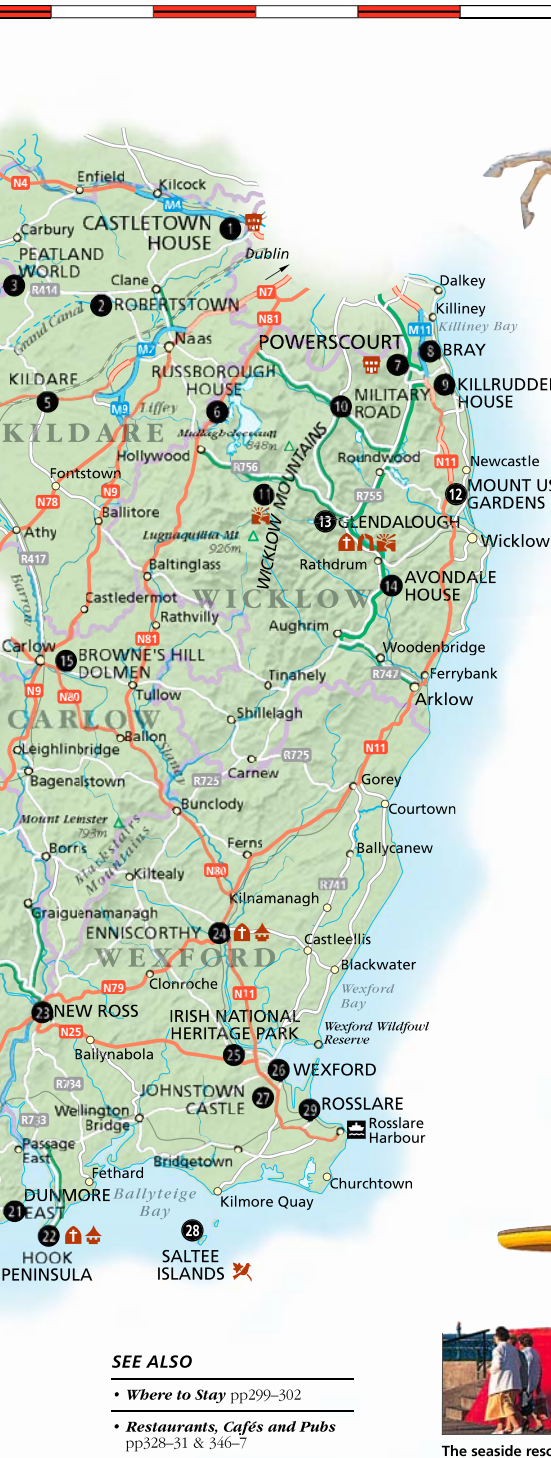 Enfield
Kilcock
N4
M4
CASTLETOWN
HOUSE
1
Carbury
Dublin
PEATLAND
WORLD
3
R414
Clane
N7
Dalkey
2
ROBERTSTOWN
Killiney
Grand Canal
N81
M11
Killiney Bay
M7
Naas
POWERSCOURT
7
8
BRAY
KILDARE
5
RUSSBOROUGH
HOUSE
6
9
KILLRUDDE
HOUSE
M9
Liffey
10
MILITARY
ROAD
KILDARE
Mullaghcleevaun
848m
Hollywood
R756
Roundwood
N11
Newcastle
Fontstown
N78
N9
11
WICKLOW MOUNTAINS
R755
12
MOUNT US
GARDENS
Ballitore
13
GLENDALOUGH
Athy
Lugnaquillia Mt
926m
Wicklow
R417
Baltinglass
Rathdrum
Barrow
14
AVONDALE
HOUSE
Castledermot
WICKLOW
Rathvilly
Aughrim
Carlow
15
BROWNE'S HILL
DOLMEN
N81
Woodenbridge
R747
Ferrybank
N9
N80
Tullow
Tinahely
Arklow
CARLOW
Shillelagh
Ballon
Leighlinbridge
Slaney
R725
N11
Carnew
Bagenalstown
R725
Gorey
Bunclody
Courtown
Mount Leinster
793m
Blackstairs
Mountains
Borris
Ferns
Ballycanew
Kiltealy
N80
R741
Kilnamanagh
Graiguenamanagh
ENNISCORTHY
24
Castleellis
WEXFORD
Blackwater
Clonroche
N79
N11
Wexford
Bay
23
NEW ROSS
IRISH NATIONAL
HERITAGE PARK
25
Wexford Wildfowl
Reserve
N25
Ballynabola
26
WEXFORD
R734
JOHNSTOWN
CASTLE
27
29
ROSSLARE
R733
Wellington
Bridge
Rosslare
Harbour
Passage
East
Bridgetown
Fethard
Churchtown
21
DUNMORE
EAST
Ballyteige
Bay
Kilmore Quay
22
HOOK
PENINSULA
28
SALTEE
ISLANDS
SEE ALSO
• Where to Stay pp299–302
• Restaurants, Cafés and Pubs
pp328–31 & 346–7
The seaside reso